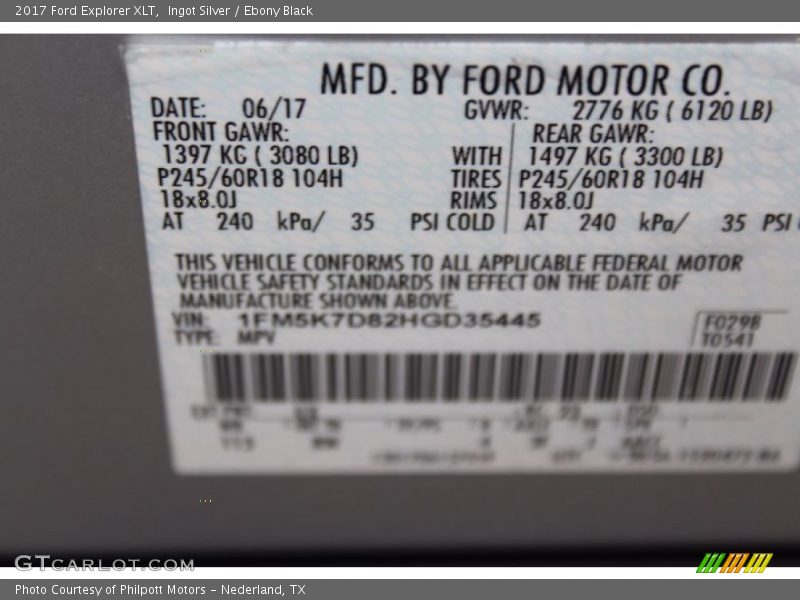 2017 Ford Explorer XLT,  Ingot Silver / Ebony Black
MFD. BY FORD MOTOR CO.
DATE: 06/17 GVWR: 2776 KG ( 6120 LB)
FRONT GAWR: REAR GAWR:
1397 KG ( 3080 LB) WITH 1497 KG ( 3300 LB)
P245/60R18 104H TIRES P245/60R18 104H
18x8.0J RIMS 18x8.0J
AT 240 kPa/ 35 PSI COLD AT 240 kPa/ 35 PSI
THIS VEHICLE CONFORMS TO ALL APPLICABLE FEDERAL MOTOR
VEHICLE SAFETY STANDARDS IN EFFECT ON THE DATE OF
MANUFACTURE SHOWN ABOVE.
VIN: 1FM5K7D82HGD35445 F0298
TYPE: MPV T0541
GTCARLOT.COM
Photo Courtesy of Philpott Motors - Nederland, TX